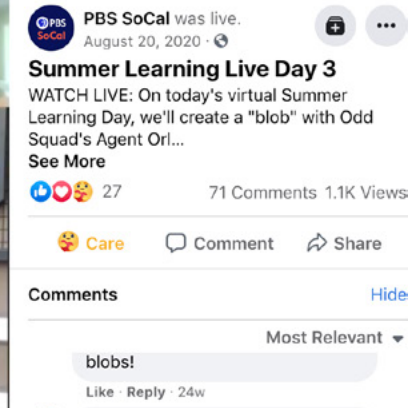 PBS SoCal
PBS SoCal was live.
August 20, 2020 ·
Summer Learning Live Day 3
WATCH LIVE: On today's virtual Summer
Learning Day, we'll create a "blob" with Odd
Squad's Agent Orl...
See More
27 71 Comments 1.1K Views
Care Comment Share
Comments Hide
Most Relevant
blobs!
Like · Reply · 24w